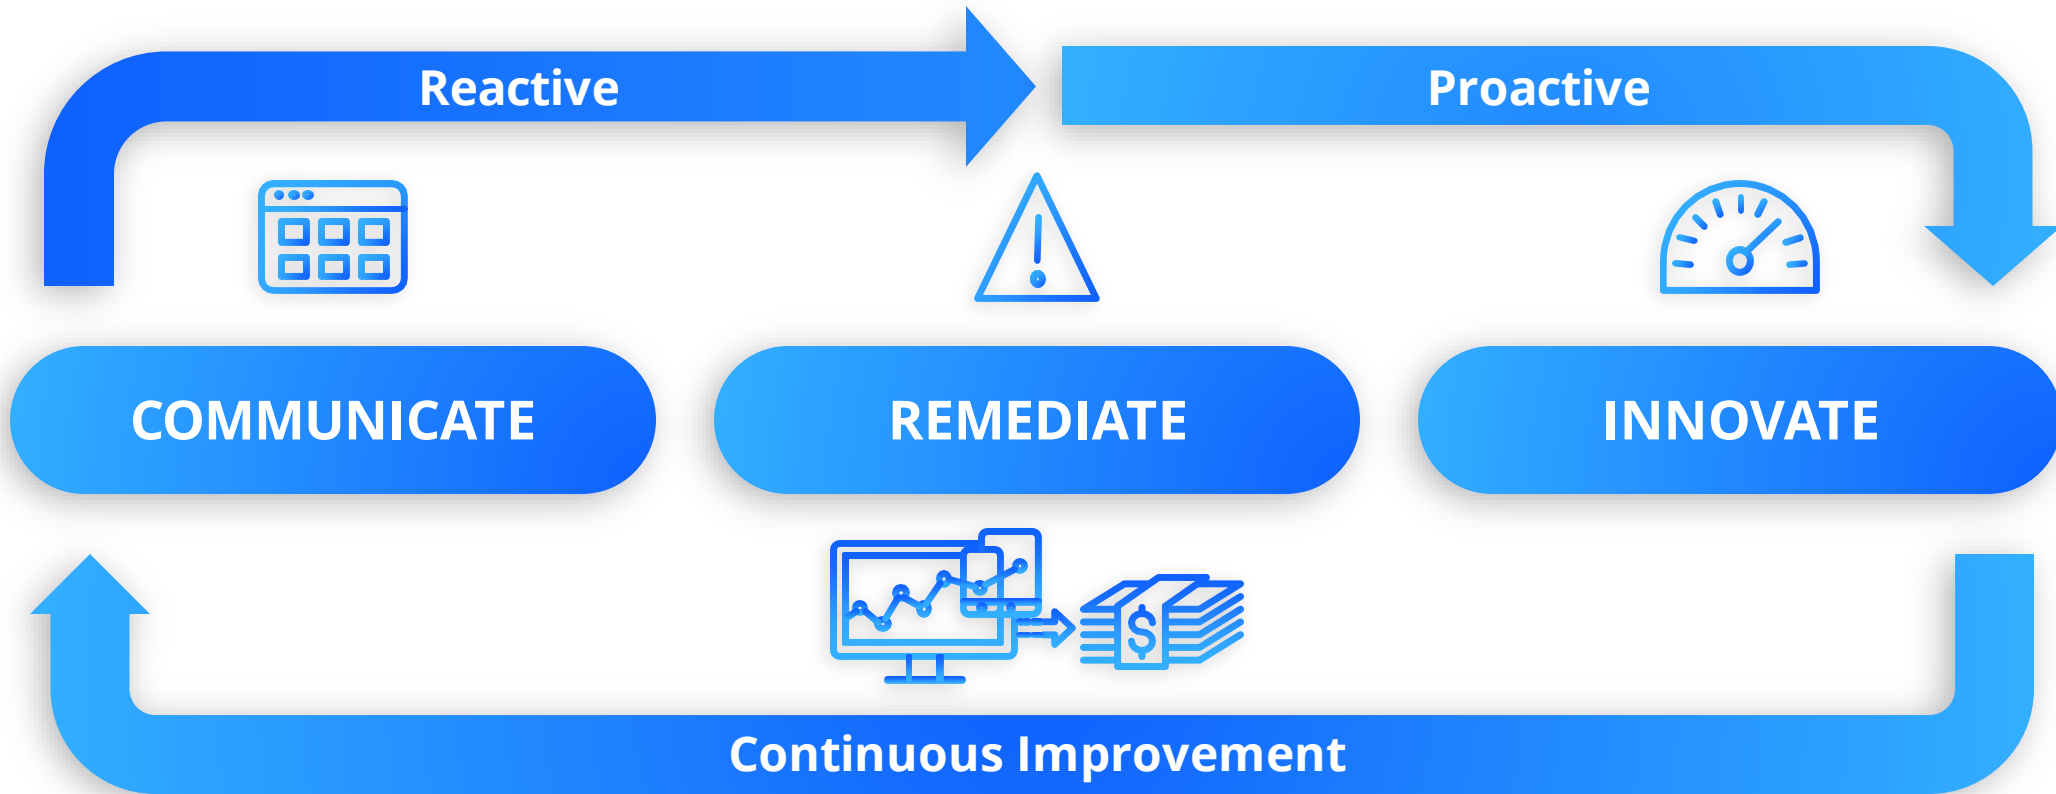 Reactive
Proactive
COMMUNICATE
REMEDIATE
INNOVATE
$
Continuous Improvement